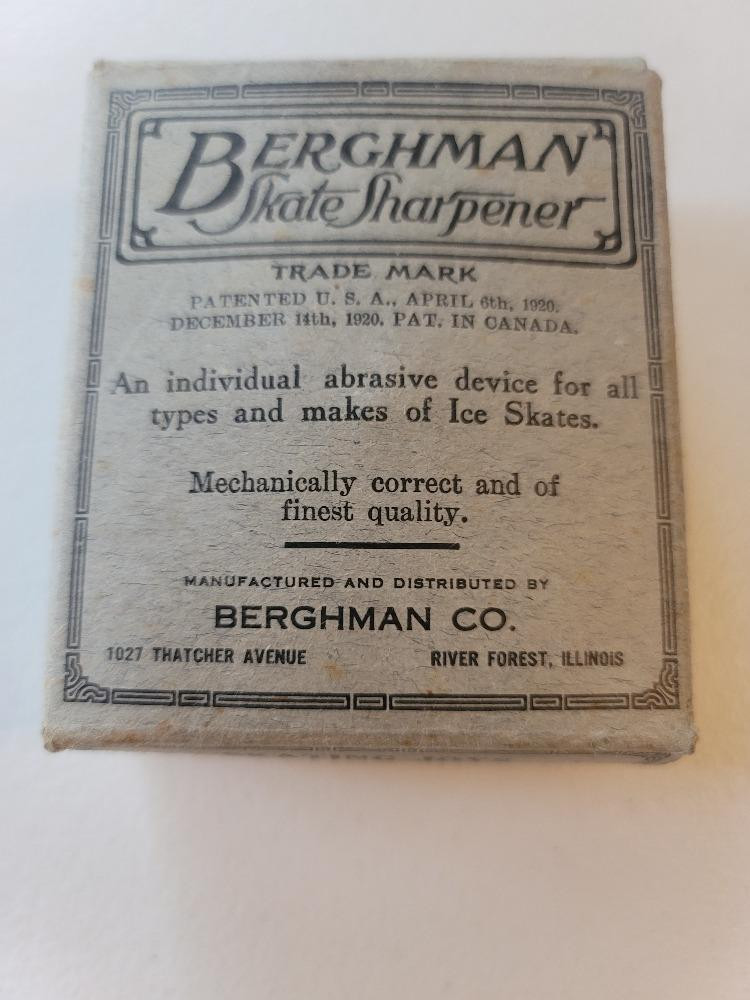 BERGHMAN
Skate Sharpener
TRADE MARK
PATENTED U. S. A., APRIL 6th, 1920.
DECEMBER 14th, 1920. PAT. IN CANADA.
An individual abrasive device for all
types and makes of Ice Skates.
Mechanically correct and of
finest quality.
MANUFACTURED AND DISTRIBUTED BY
BERGHMAN CO.
1027 THATCHER AVENUE RIVER FOREST, ILLINOIS